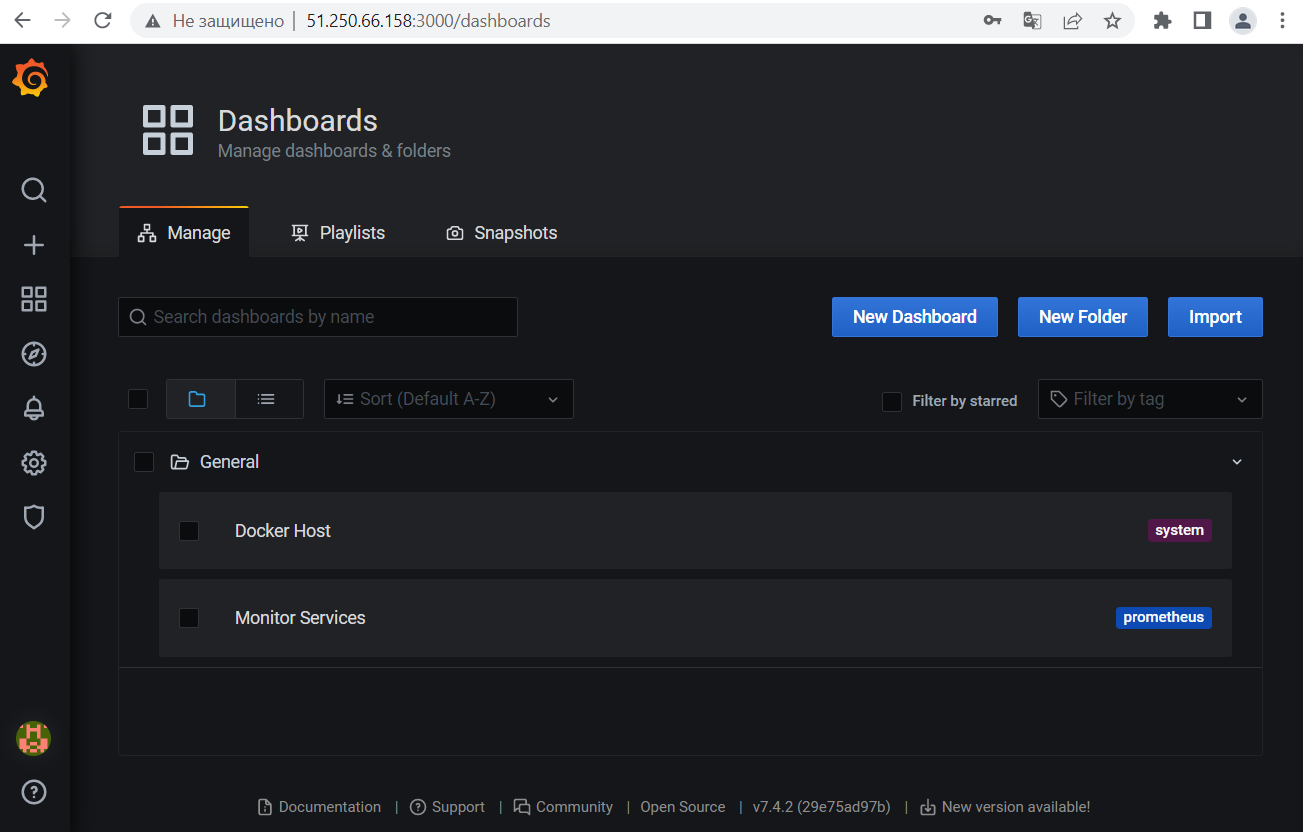 Не защищено | 51.250.66.158:3000/dashboards
Dashboards
Manage dashboards & folders
Manage Playlists Snapshots
Search dashboards by name New Dashboard New Folder Import
Sort (Default A-Z) Filter by starred Filter by tag
General
Docker Host system
Monitor Services prometheus
Documentation | Support | Community | Open Source | v7.4.2 (29e75ad97b) | New version available!